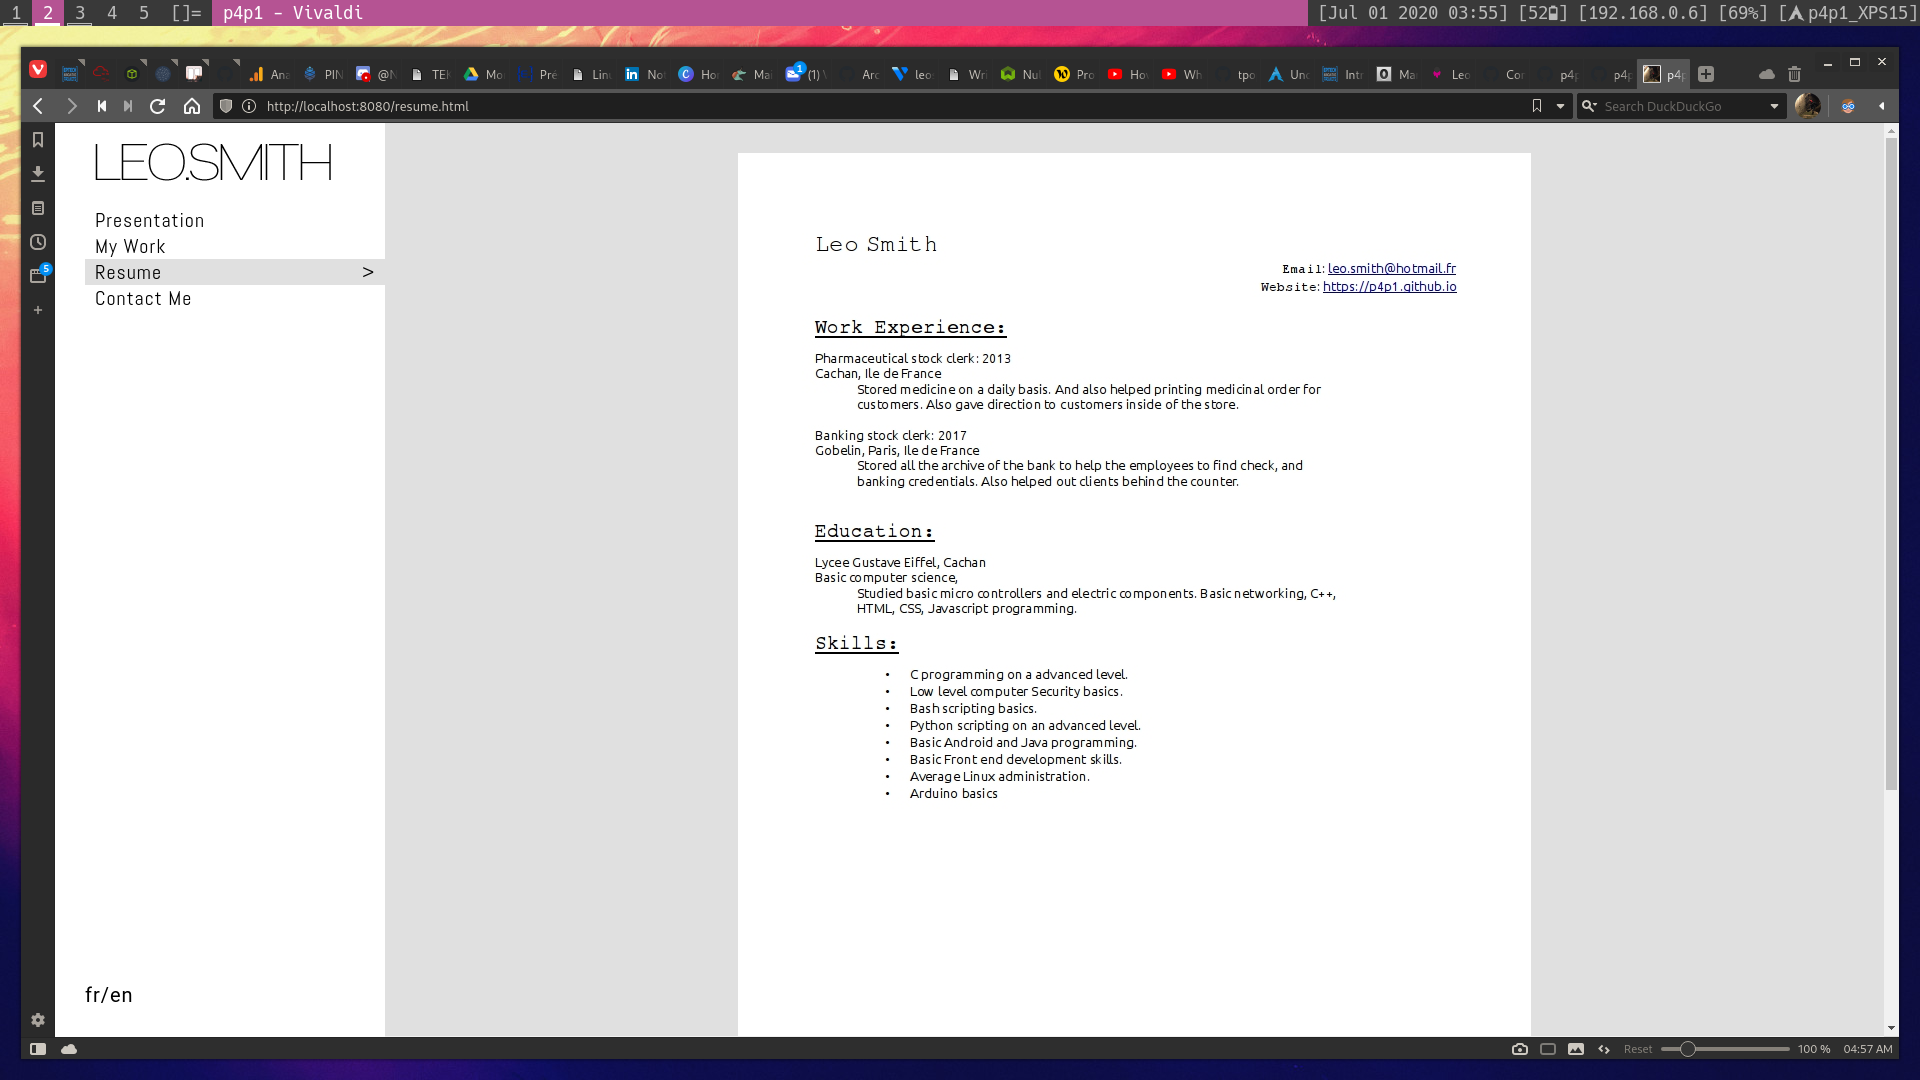 1 2 3 4 5 []= p4p1 - Vivaldi [Jul 01 2020 03:55] [52] [192.168.0.6] [69%] [p4p1_XPS15]
Ana PIN @N TEK Mo Pré Linu Not Hor Mai (1) Arc leo Wri Nul Pro Ho Wh tpo Unc Intr Ma Leo Cor p4p p4p p4p
http://localhost:8080/resume.html Search DuckDuckGo
5
LEO.SMITH
Presentation
My Work
Resume >
Contact Me
fr/en
Leo Smith
Email: leo.smith@hotmail.fr
Website: https://p4p1.github.io
Work Experience:
Pharmaceutical stock clerk: 2013
Cachan, Ile de France
Stored medicine on a daily basis. And also helped printing medicinal order for
customers. Also gave direction to customers inside of the store.
Banking stock clerk: 2017
Gobelin, Paris, Ile de France
Stored all the archive of the bank to help the employees to find check, and
banking credentials. Also helped out clients behind the counter.
Education:
Lycee Gustave Eiffel, Cachan
Basic computer science,
Studied basic micro controllers and electric components. Basic networking, C++,
HTML, CSS, Javascript programming.
Skills:
• C programming on a advanced level.
• Low level computer Security basics.
• Bash scripting basics.
• Python scripting on an advanced level.
• Basic Android and Java programming.
• Basic Front end development skills.
• Average Linux administration.
• Arduino basics
Reset 100 % 04:57 AM